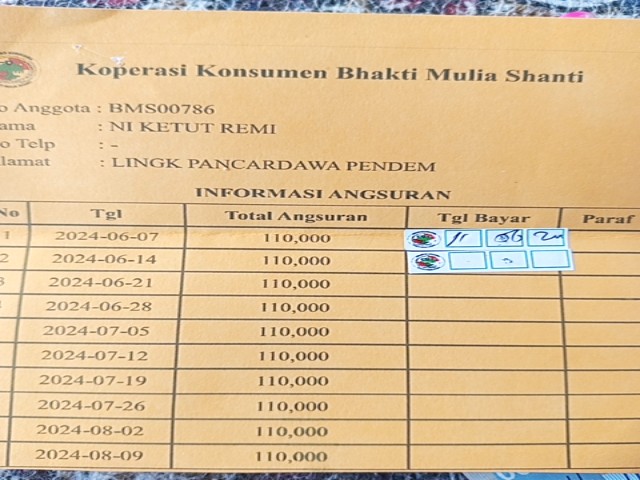 Koperasi Konsumen Bhakti Mulia Shanti
o Anggota : BMS00786
ama : NI KETUT REMI
o Telp : -
lamat : LINGK PANCARDAWA PENDEM
INFORMASI ANGSURAN
No Tgl Total Angsuran Tgl Bayar Paraf
1 2024-06-07 110,000 11 06 24
2 2024-06-14 110,000
3 2024-06-21 110,000
2024-06-28 110,000
2024-07-05 110,000
2024-07-12 110,000
2024-07-19 110,000
2024-07-26 110,000
2024-08-02 110,000
2024-08-09 110,000